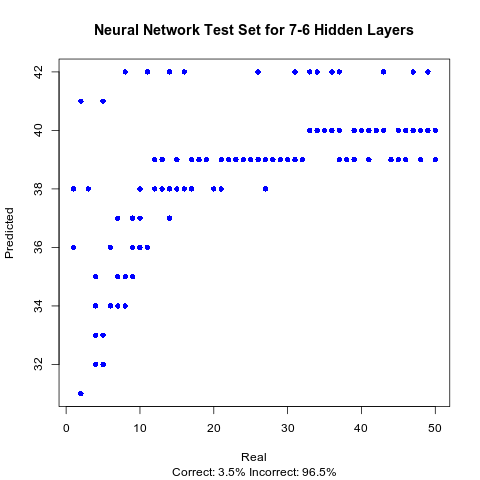 Neural Network Test Set for 7-6 Hidden Layers
42
40
38
36
34
32
Predicted
0 10 20 30 40 50
Real
Correct: 3.5% Incorrect: 96.5%